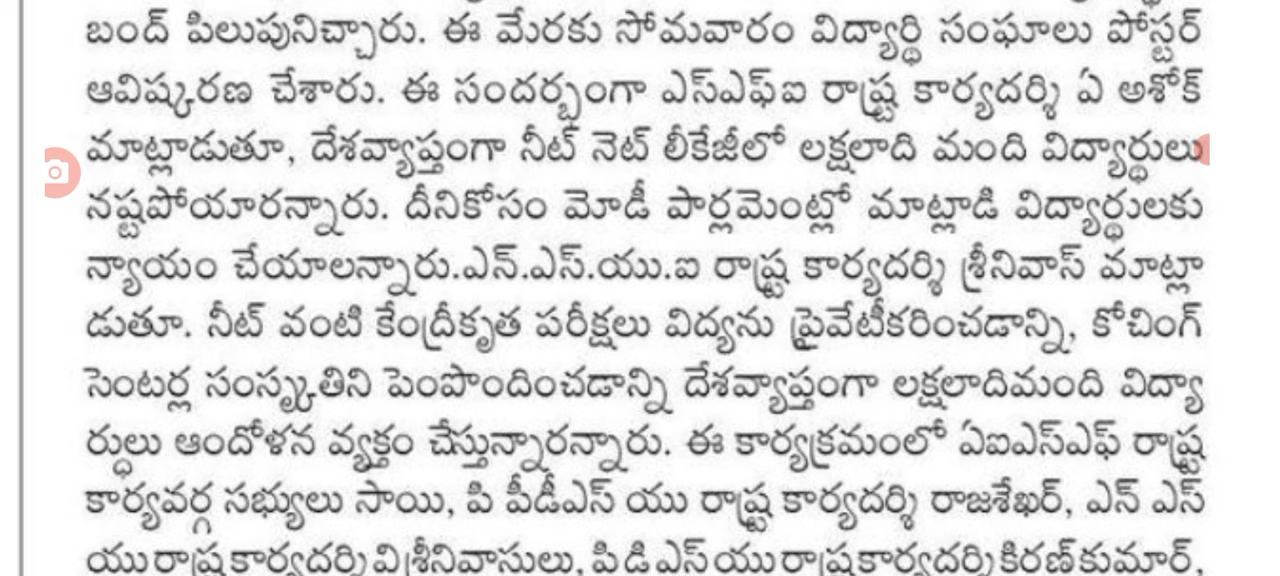 బంద్ పిలుపునిచ్చారు. ఈ మేరకు సోమవారం విద్యార్థి సంఘాలు పోస్టర్
ఆవిష్కరణ చేశారు. ఈ సందర్భంగా ఎస్ఎఫ్ఐ రాష్ట్ర కార్యదర్శి ఏ అశోక్
మాట్లాడుతూ, దేశవ్యాప్తంగా నీట్ నెట్ లీకేజీలో లక్షలాది మంది విద్యార్థులు
నష్టపోయారన్నారు. దీనికోసం మోడీ పార్లమెంట్లో మాట్లాడి విద్యార్థులకు
న్యాయం చేయాలన్నారు.ఎన్.ఎస్.యు.ఐ రాష్ట్ర కార్యదర్శి శ్రీనివాస్ మాట్లా
డుతూ. నీట్ వంటి కేంద్రీకృత పరీక్షలు విద్యను ప్రైవేటీకరించడాన్ని, కోచింగ్
సెంటర్ల సంస్కృతిని పెంపొందించడాన్ని దేశవ్యాప్తంగా లక్షలాదిమంది విద్యా
ర్థులు ఆందోళన వ్యక్తం చేస్తున్నారన్నారు. ఈ కార్యక్రమంలో ఏఐఎస్ఎఫ్ రాష్ట్ర
కార్యవర్గ సభ్యులు సాయి, పి పీడీఎస్ యు రాష్ట్ర కార్యదర్శి రాజశేఖర్, ఎన్ ఎస్
యు రాష్ట్ర కార్యదర్శి వి శ్రీనివాసులు, పి డి ఎస్ యు రాష్ట్ర కార్యదర్శి కిరణ్ కుమార్,